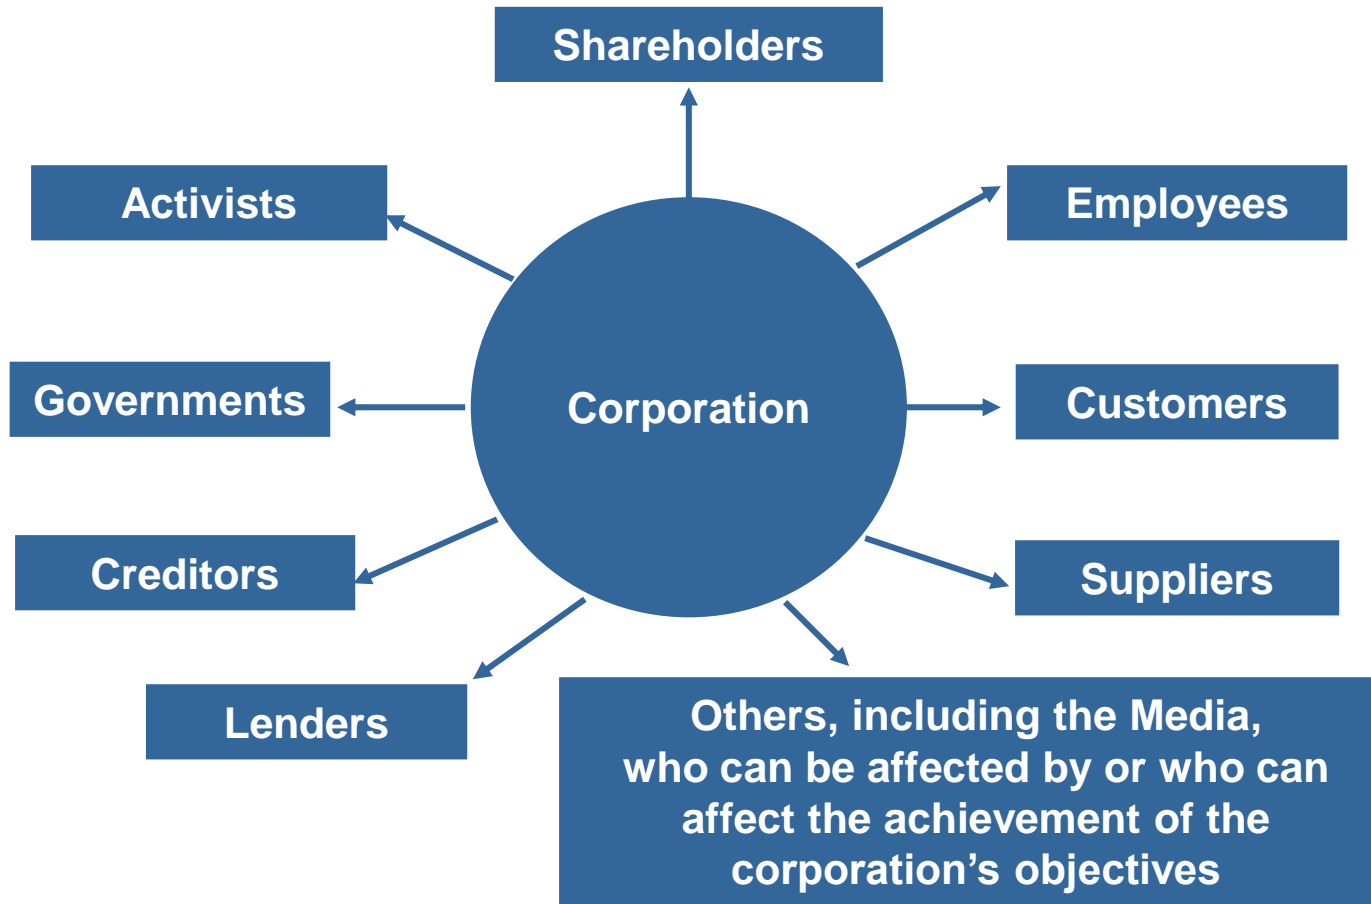 Shareholders
Activists
Employees
Governments
Corporation
Customers
Creditors
Suppliers
Lenders
Others, including the Media,
who can be affected by or who can
affect the achievement of the
corporation’s objectives